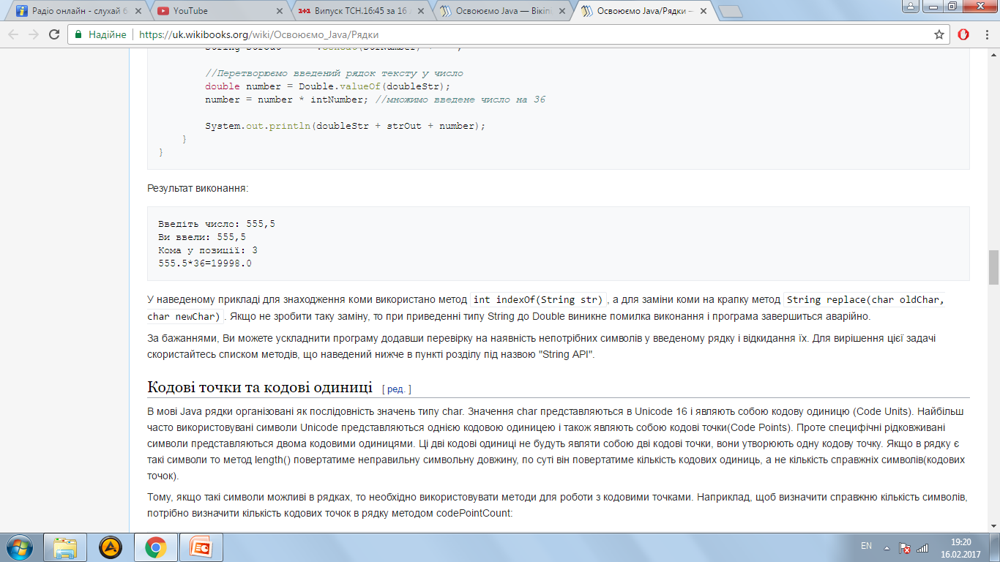 Радіо онлайн - слухай б
YouTube
Випуск ТСН.16:45 за 16
Освоюємо Java — Вікіп
Освоюємо Java/Рядки –
Надійне
https://uk.wikibooks.org/wiki/Освоюємо_Java/Рядки
//Перетворюємо введений рядок тексту у число
double number = Double.valueOf(doubleStr);
number = number * intNumber; //множимо введене число на 36
System.out.println(doubleStr + strOut + number);
}
}
Результат виконання:
Введіть число: 555,5
Ви ввели: 555,5
Кома у позиції: 3
555.5*36=19998.0
У наведеному прикладі для знаходження коми використано метод int indexOf(String str) , а для заміни коми на крапку метод String replace(char oldChar,
char newChar) . Якщо не зробити таку заміну, то при приведенні типу String до Double виникне помилка виконання і програма завершиться аварійно.
За бажаннями, Ви можете ускладнити програму додавши перевірку на наявність непотрібних символів у введеному рядку і відкидання їх. Для вирішення цієї задачі
скористайтесь списком методів, що наведений нижче в пункті розділу під назвою "String API".
Кодові точки та кодові одиниці [ ред. ]
В мові Java рядки організовані як послідовність значень типу char. Значення char представляються в Unicode 16 і являють собою кодову одиницю (Code Units). Найбільш
часто використовувані символи Unicode представляються однією кодовою одиницею і також являють собою кодові точки(Code Points). Проте специфічні рідковживані
символи представляються двома кодовими одиницями. Ці дві кодові одиниці не будуть являти собою дві кодові точки, вони утворюють одну кодову точку. Якщо в рядку є
такі символи то метод length() повертатиме неправильну символьну довжину, по суті він повертатиме кількість кодових одиниць, а не кількість справжніх символів(кодових
точок).
Тому, якщо такі символи можливі в рядках, то необхідно використовувати методи для роботи з кодовими точками. Наприклад, щоб визначити справжню кількість символів,
потрібно визначити кількість кодових точок в рядку методом codePointCount:
EN
19:20
16.02.2017